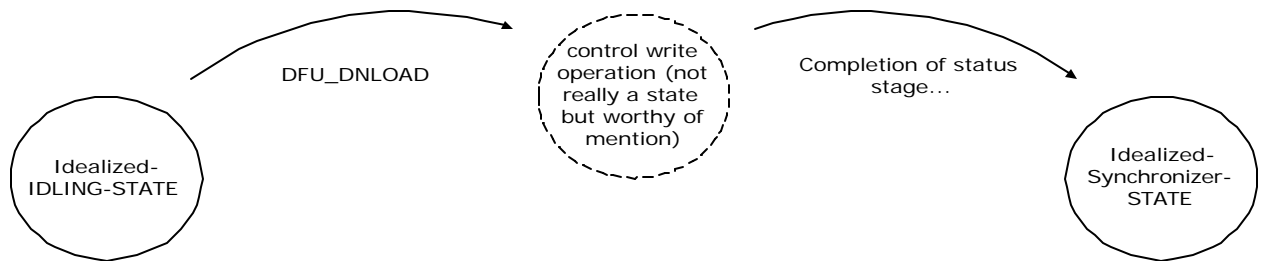 Idealized-
IDLING-STATE
DFU_DNLOAD
control write
operation (not
really a state
but worthy of
mention)
Completion of status
stage…
Idealized-
Synchronizer-
STATE